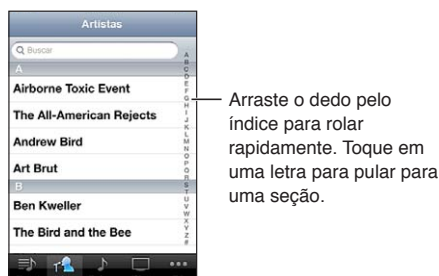 Artistas
Buscar
A
Airborne Toxic Event
The All-American Rejects
Andrew Bird
Art Brut
B
Ben Kweller
The Bird and the Bee
A
B
C
D
E
F
G
H
I
J
K
L
M
N
O
P
Q
R
S
T
U
V
W
X
Y
Z
#
Arraste o dedo pelo
índice para rolar
rapidamente. Toque em
uma letra para pular para
uma seção.